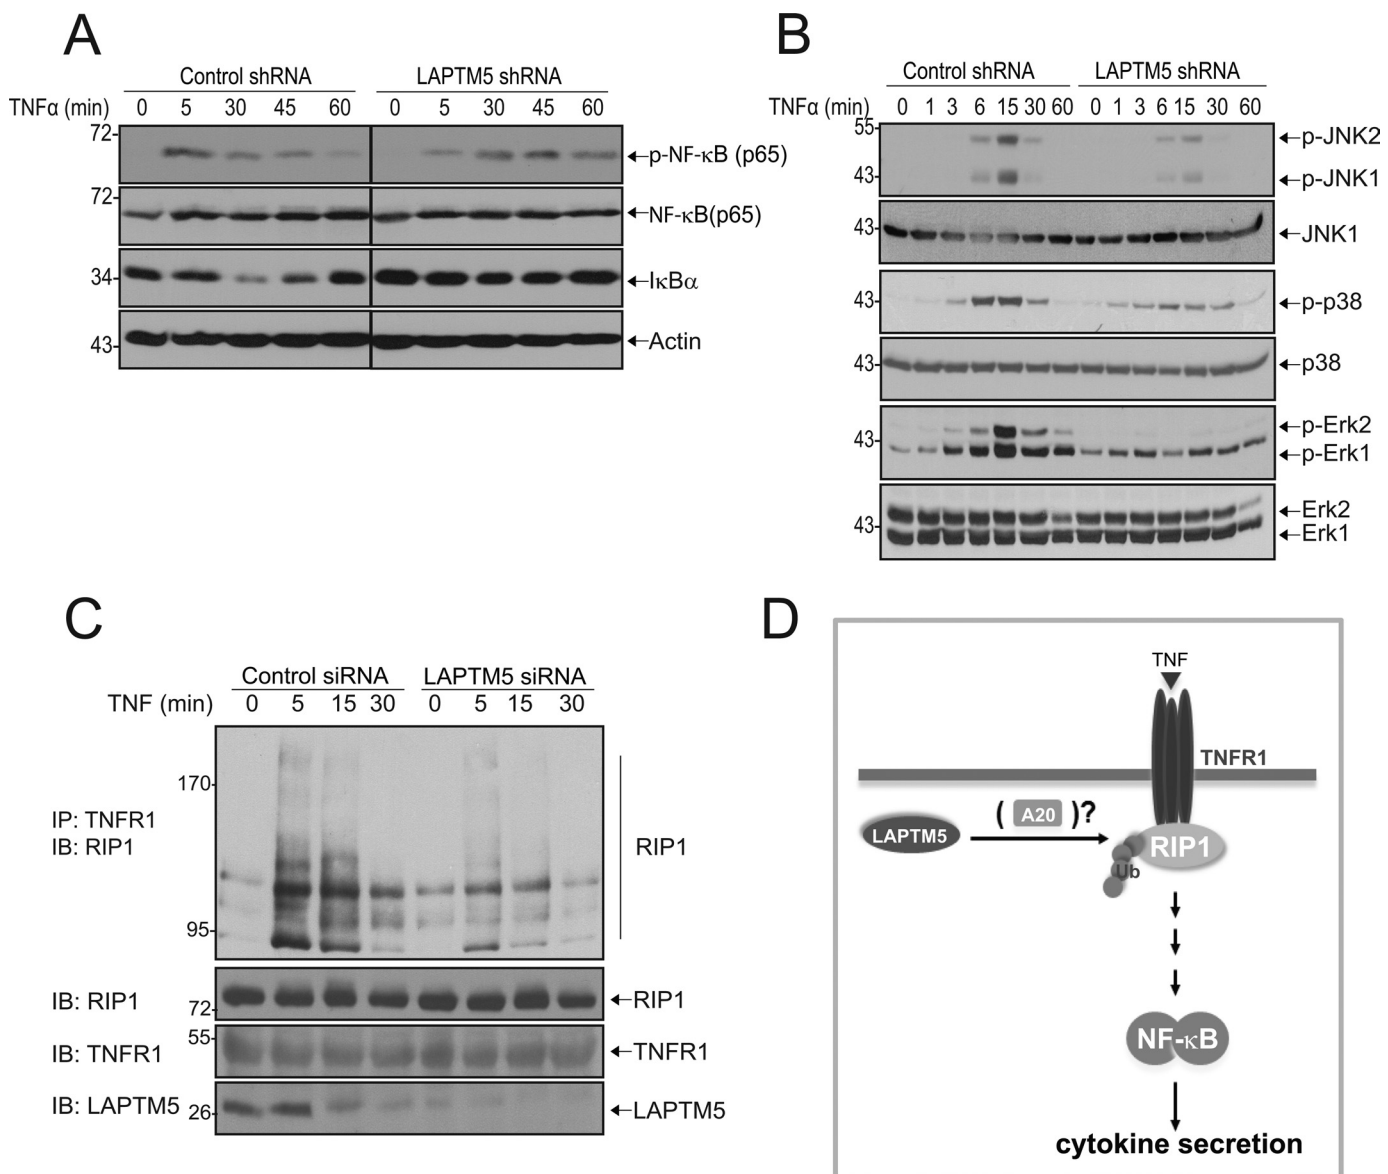 A
Control shRNA LAPTM5 shRNA
TNFα (min) 0 5 30 45 60 0 5 30 45 60
72-
p-NF-κB (p65)
72-
NF-κB(p65)
34-
IκBα
43-
Actin
B
Control shRNA LAPTM5 shRNA
TNFα (min) 0 1 3 6 15 30 60 0 1 3 6 15 30 60
55-
p-JNK2
43-
p-JNK1
43-
JNK1
43-
p-p38
43-
p38
p-Erk2
43-
p-Erk1
Erk2
43-
Erk1
C
Control siRNA LAPTM5 siRNA
TNF (min) 0 5 15 30 0 5 15 30
170-
IP: TNFR1
IB: RIP1
RIP1
95-
IB: RIP1
72-
RIP1
55-
IB: TNFR1
TNFR1
IB: LAPTM5
26-
LAPTM5
D
TNF
TNFR1
( A20 )?
LAPTM5
RIP1
Ub
NF-κB
cytokine secretion